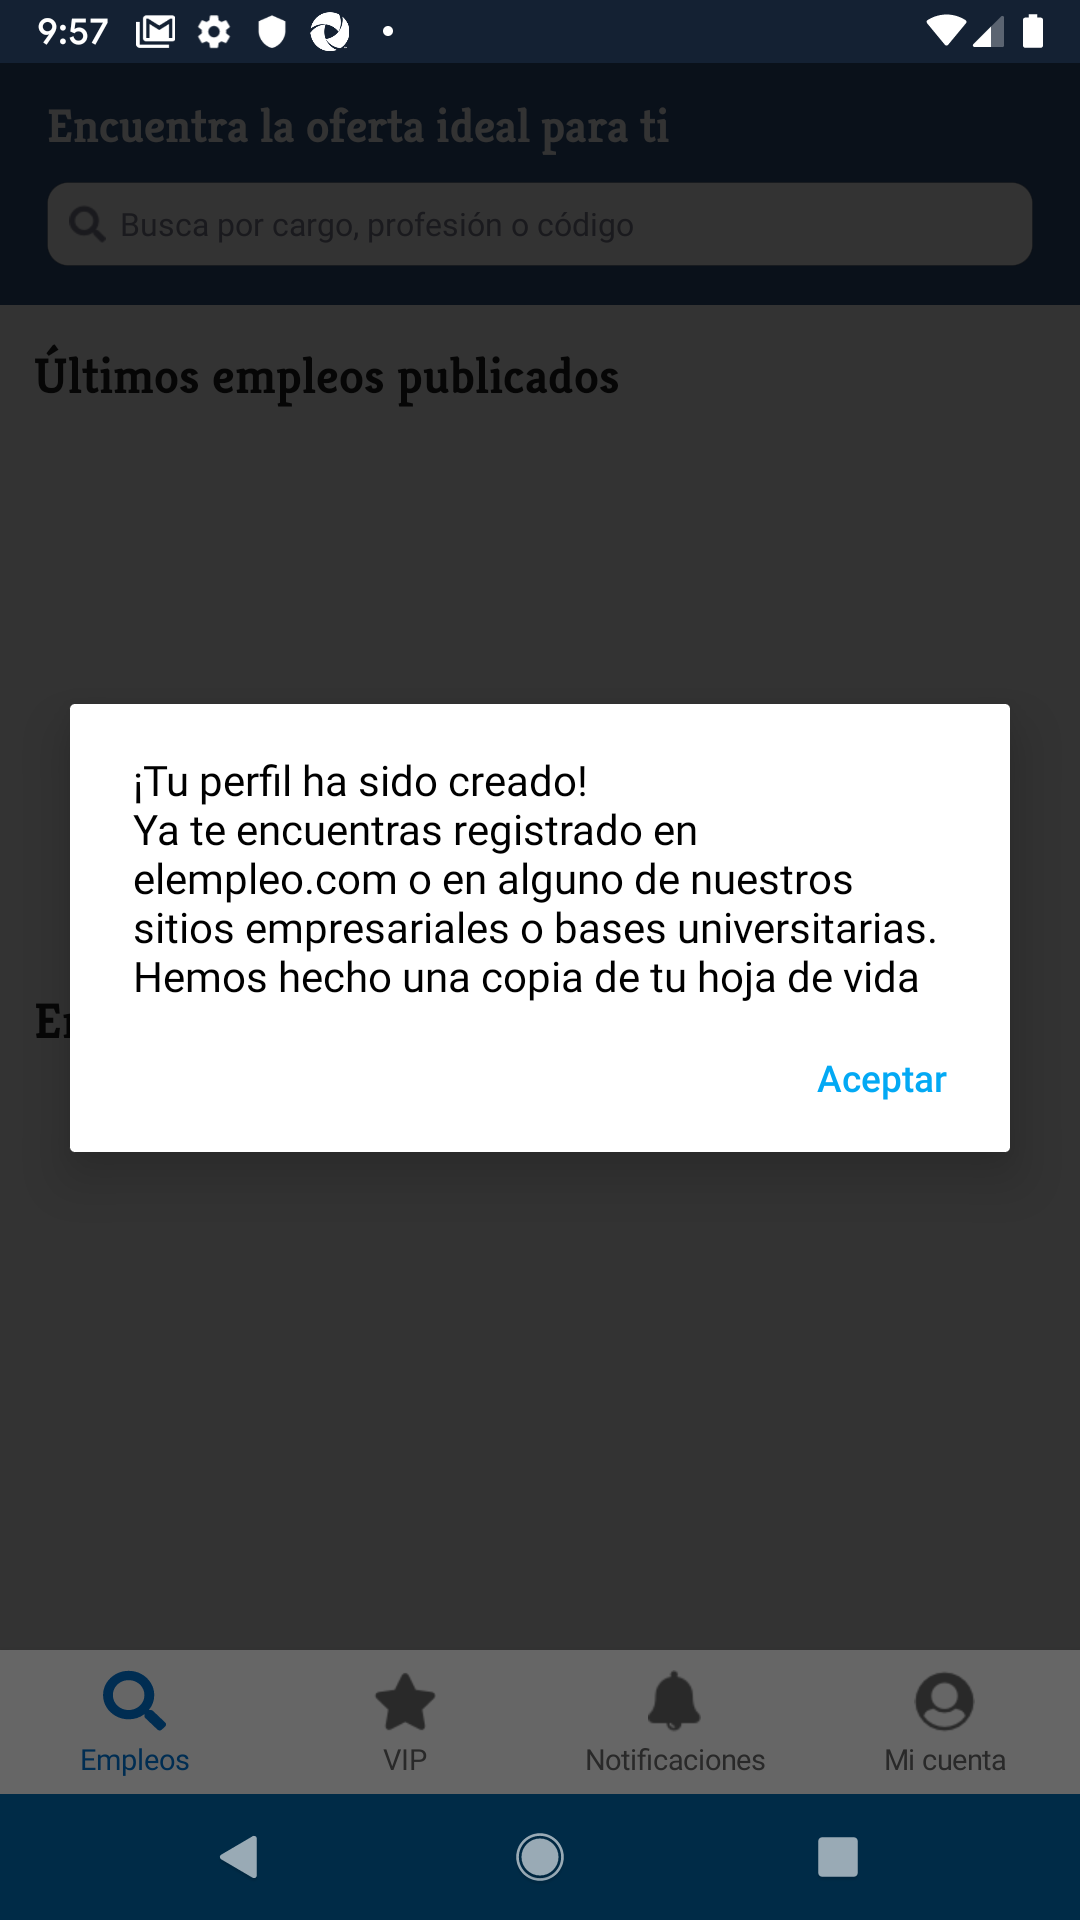 9:57
Encuentra la oferta ideal para ti
Busca por cargo, profesión o código
Últimos empleos publicados
¡Tu perfil ha sido creado!
Ya te encuentras registrado en
elempleo.com o en alguno de nuestros
sitios empresariales o bases universitarias.
Hemos hecho una copia de tu hoja de vida
Aceptar
Empleos
VIP
Notificaciones
Mi cuenta